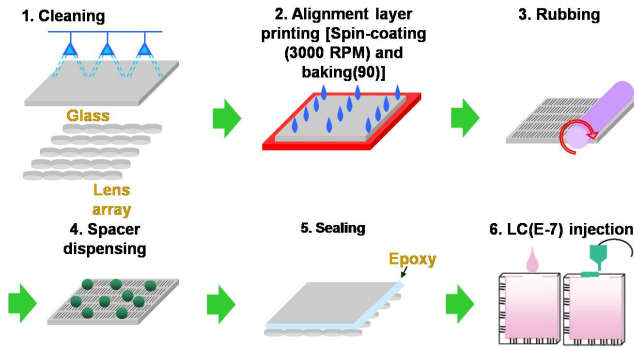 1. Cleaning
Glass
Lens
array
2. Alignment layer
printing [Spin-coating
(3000 RPM) and
baking(90)]
3. Rubbing
4. Spacer
dispensing
5. Sealing
Epoxy
6. LC(E-7) injection